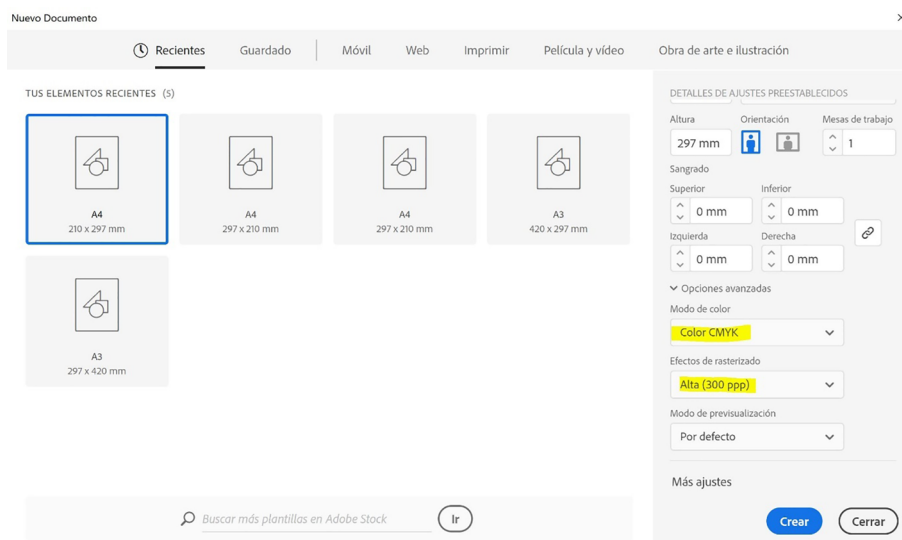 Nuevo Documento
Recientes Guardado Móvil Web Imprimir Película y vídeo Obra de arte e ilustración
TUS ELEMENTOS RECIENTES (5)
A4
210 x 297 mm
A4
297 x 210 mm
A4
297 x 210 mm
A3
420 x 297 mm
A3
297 x 420 mm
Buscar más plantillas en Adobe Stock
Ir
DETALLES DE AJUSTES PREESTABLECIDOS
Altura Orientación Mesas de trabajo
297 mm 1
Sangrado
Superior Inferior
0 mm 0 mm
Izquierda Derecha
0 mm 0 mm
Opciones avanzadas
Modo de color
Color CMYK
Efectos de rasterizado
Alta (300 ppp)
Modo de previsualización
Por defecto
Más ajustes
Crear Cerrar